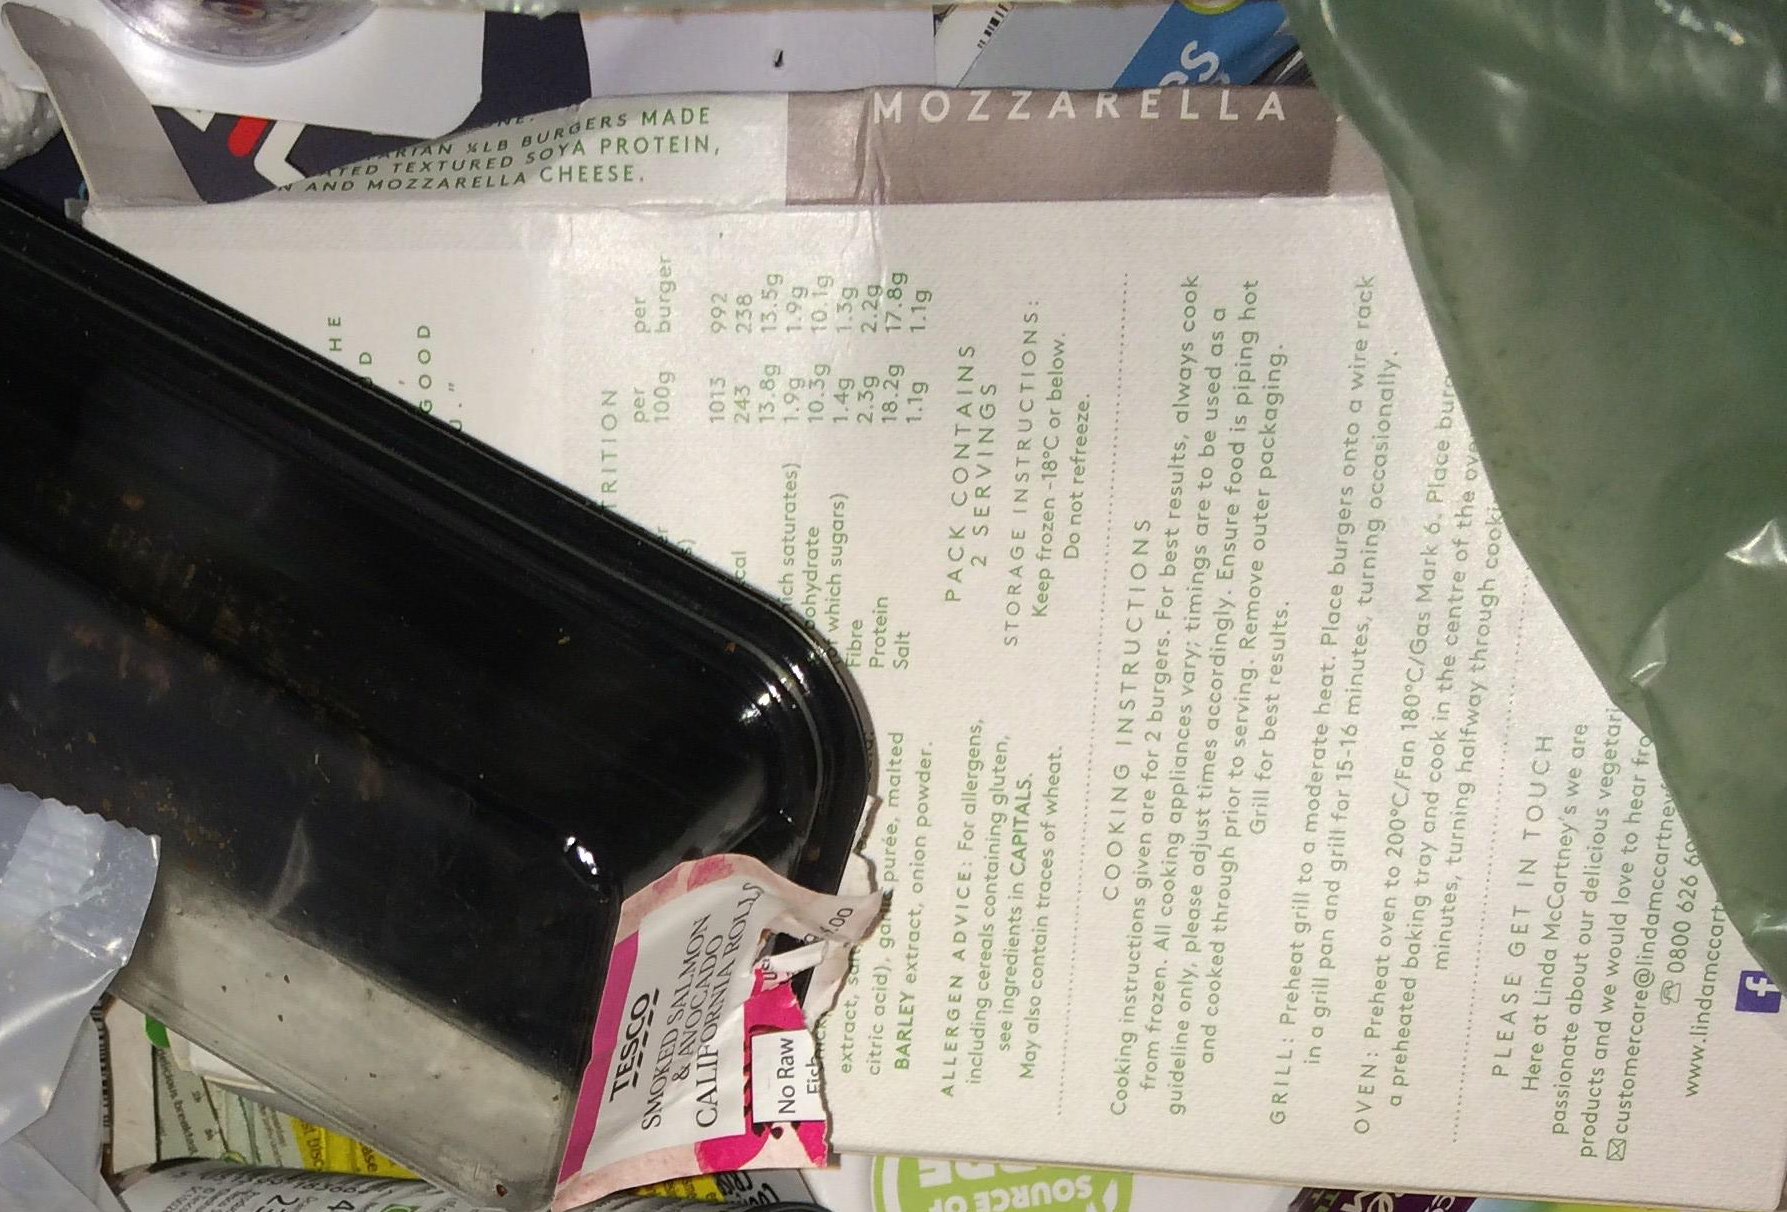 MOZZARELLA
BURGERS MADE
¼LB BURGERS MADE
TEXTURED SOYA PROTEIN,
AND MOZZARELLA CHEESE.
HE
D
GOOD
per per
100g burger
1013 992
243 238
13.8g 13.5g
1.9g 1.9g
10.3g 10.1g
1.4g 1.3g
Fibre 2.3g 2.2g
Protein 18.2g 17.8g
Salt 1.1g 1.1g
(of which sugars)
purée, malted
citric acid),
BARLEY extract, onion powder.
ALLERGEN ADVICE: For allergens,
including cereals containing gluten,
see ingredients in CAPITALS.
May also contain traces of wheat.
PACK CONTAINS
2 SERVINGS
STORAGE INSTRUCTIONS:
Keep frozen -18°C or below.
Do not refreeze.
COOKING INSTRUCTIONS
Cooking instructions given are for 2 burgers. For best results, always cook
from frozen. All cooking appliances vary; timings are to be used as a
guideline only, please adjust times accordingly. Ensure food is piping hot
and cooked through prior to serving. Remove outer packaging.
Grill for best results.
GRILL: Preheat grill to a moderate heat. Place burgers onto a wire rack
in a grill pan and grill for 15-16 minutes, turning occasionally.
OVEN: Preheat oven to 200°C/Fan 180°C/Gas Mark 6. Place
a preheated baking tray and cook in the centre of the
minutes, turning halfway through
PLEASE GET IN TOUCH
Here at Linda McCartney's we are
passionate about our delicious
products and we would love to hear
customercare@lindamccartney
0800 626
www.lindamccart
f
TESCO
SMOKED SALMON
& AVOCADO
CALIFORNIA ROLL
No Raw
SOURCE OF